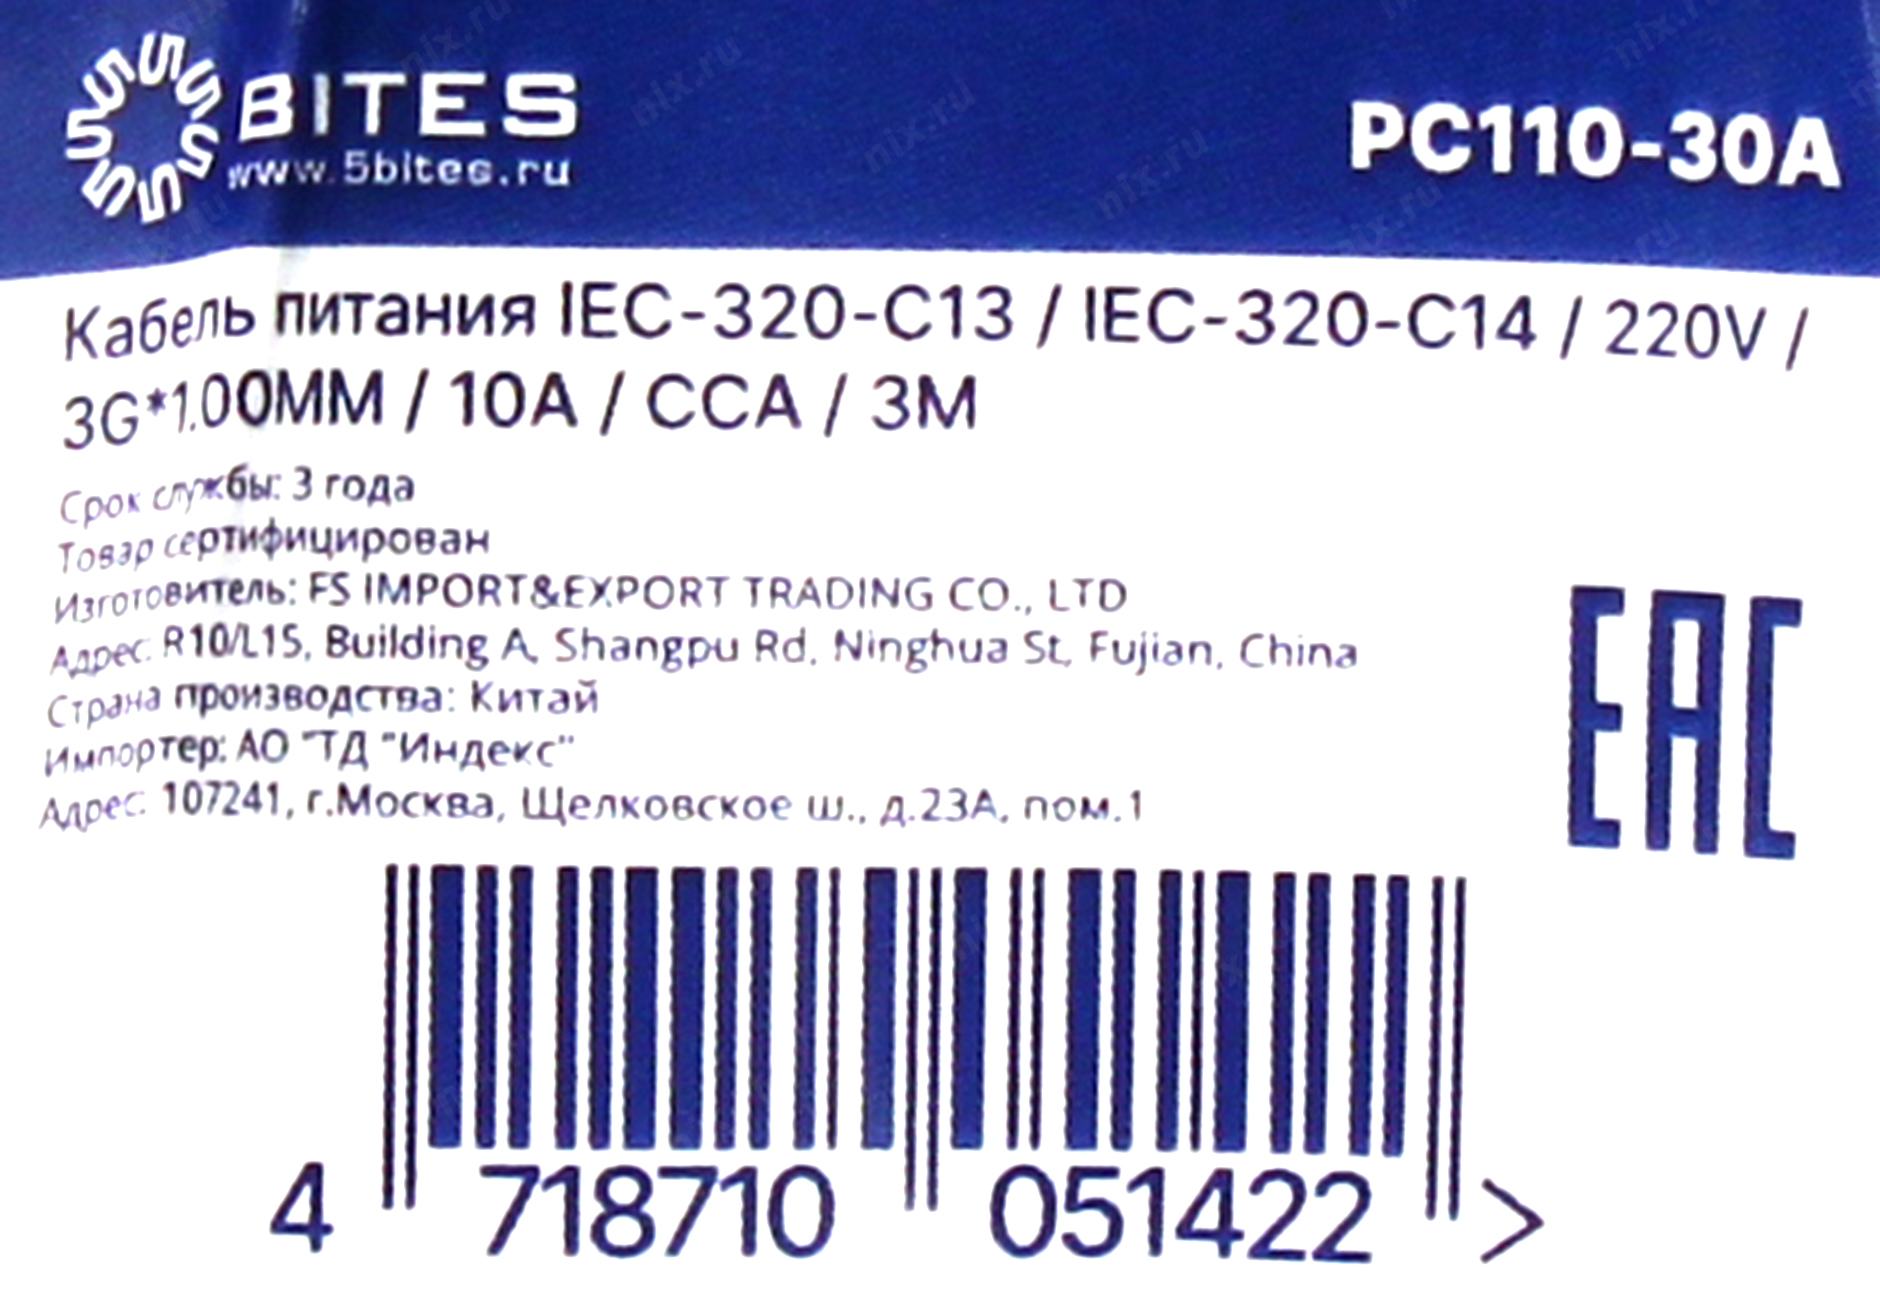 5BITES
www.5bites.ru
PC110-30A
Кабель питания IEC-320-C13 / IEC-320-C14 / 220V /
3G*1.00MM / 10A / CCA / 3M
Срок службы: 3 года
Товар сертифицирован
Изготовитель: FS IMPORT&EXPORT TRADING CO., LTD
Адрес: R10/L15, Building A, Shangpu Rd, Ninghua St, Fujian, China
Страна производства: Китай
Импортер: АО "ТД "Индекс"
Адрес: 107241, г.Москва, Щелковское ш., д.23А, пом.1
EAC
4 718710 051422 >
nix.ru